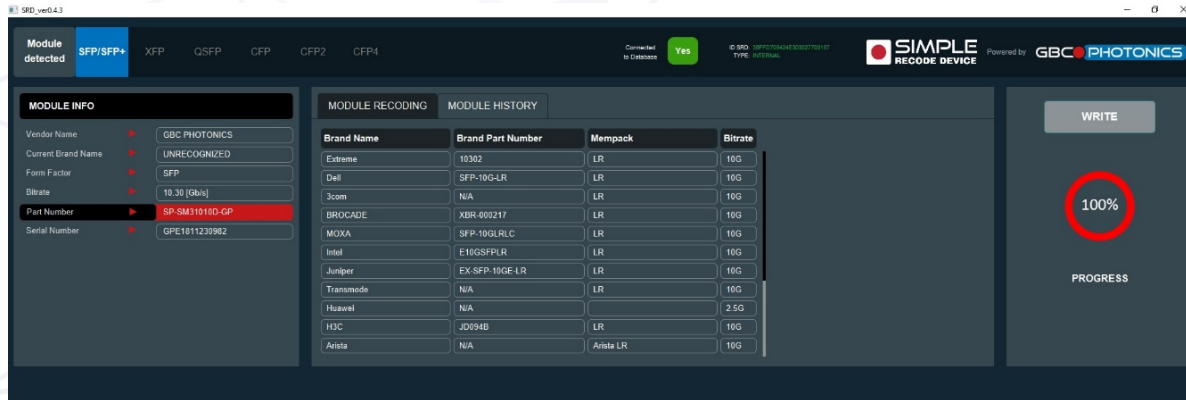 SRD_ver0.4.3
Module detected
SFP/SFP+ XFP QSFP CFP CFP2 CFP4
Connected to Database
Yes
TYPE: INTERNAL
SIMPLE
RECODE DEVICE
Powered by GBC PHOTONICS
MODULE INFO
Vendor Name GBC PHOTONICS
Current Brand Name UNRECOGNIZED
Form Factor SFP
Bitrate 10.30 [Gb/s]
Part Number SP-SM31010D-GP
Serial Number GPE1811230982
MODULE RECODING MODULE HISTORY
Brand Name Brand Part Number Mempack Bitrate
Extreme 10302 LR 10G
Dell SFP-10G-LR LR 10G
3com N/A LR 10G
BROCADE XBR-000217 LR 10G
MOXA SFP-10GLRLC LR 10G
Intel E10GSFPLR LR 10G
Juniper EX-SFP-10GE-LR LR 10G
Transmode N/A LR 10G
Huawei N/A 2.5G
H3C JD094B LR 10G
Arista N/A Arista LR 10G
WRITE
100%
PROGRESS